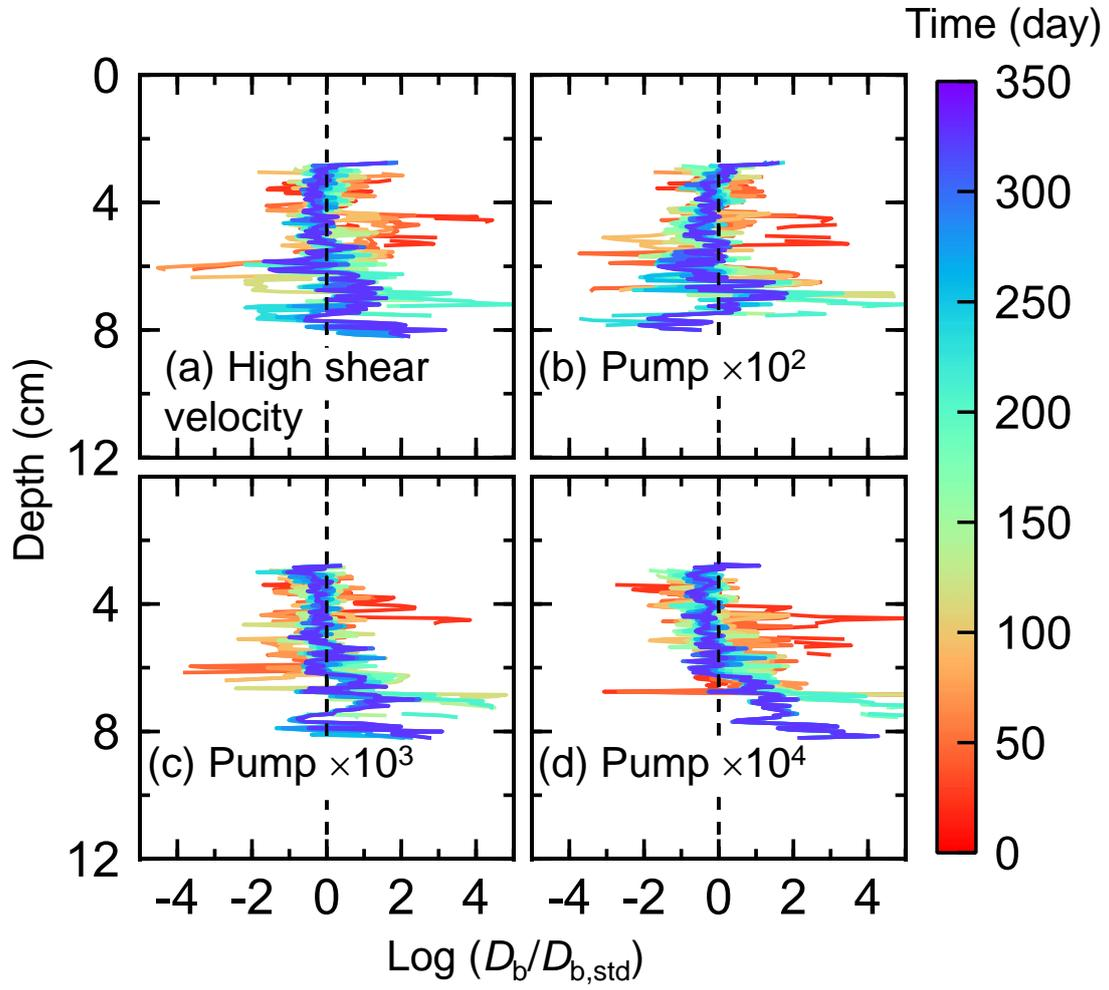 Time (day)
0
4
8
12
(a) High shear
velocity
(b) Pump ×10²
350
300
250
200
150
100
50
0
Depth (cm)
4
8
12
(c) Pump ×10³
(d) Pump ×10⁴
-4 -2 0 2 4
-4 -2 0 2 4
Log (D_b/D_b,std)